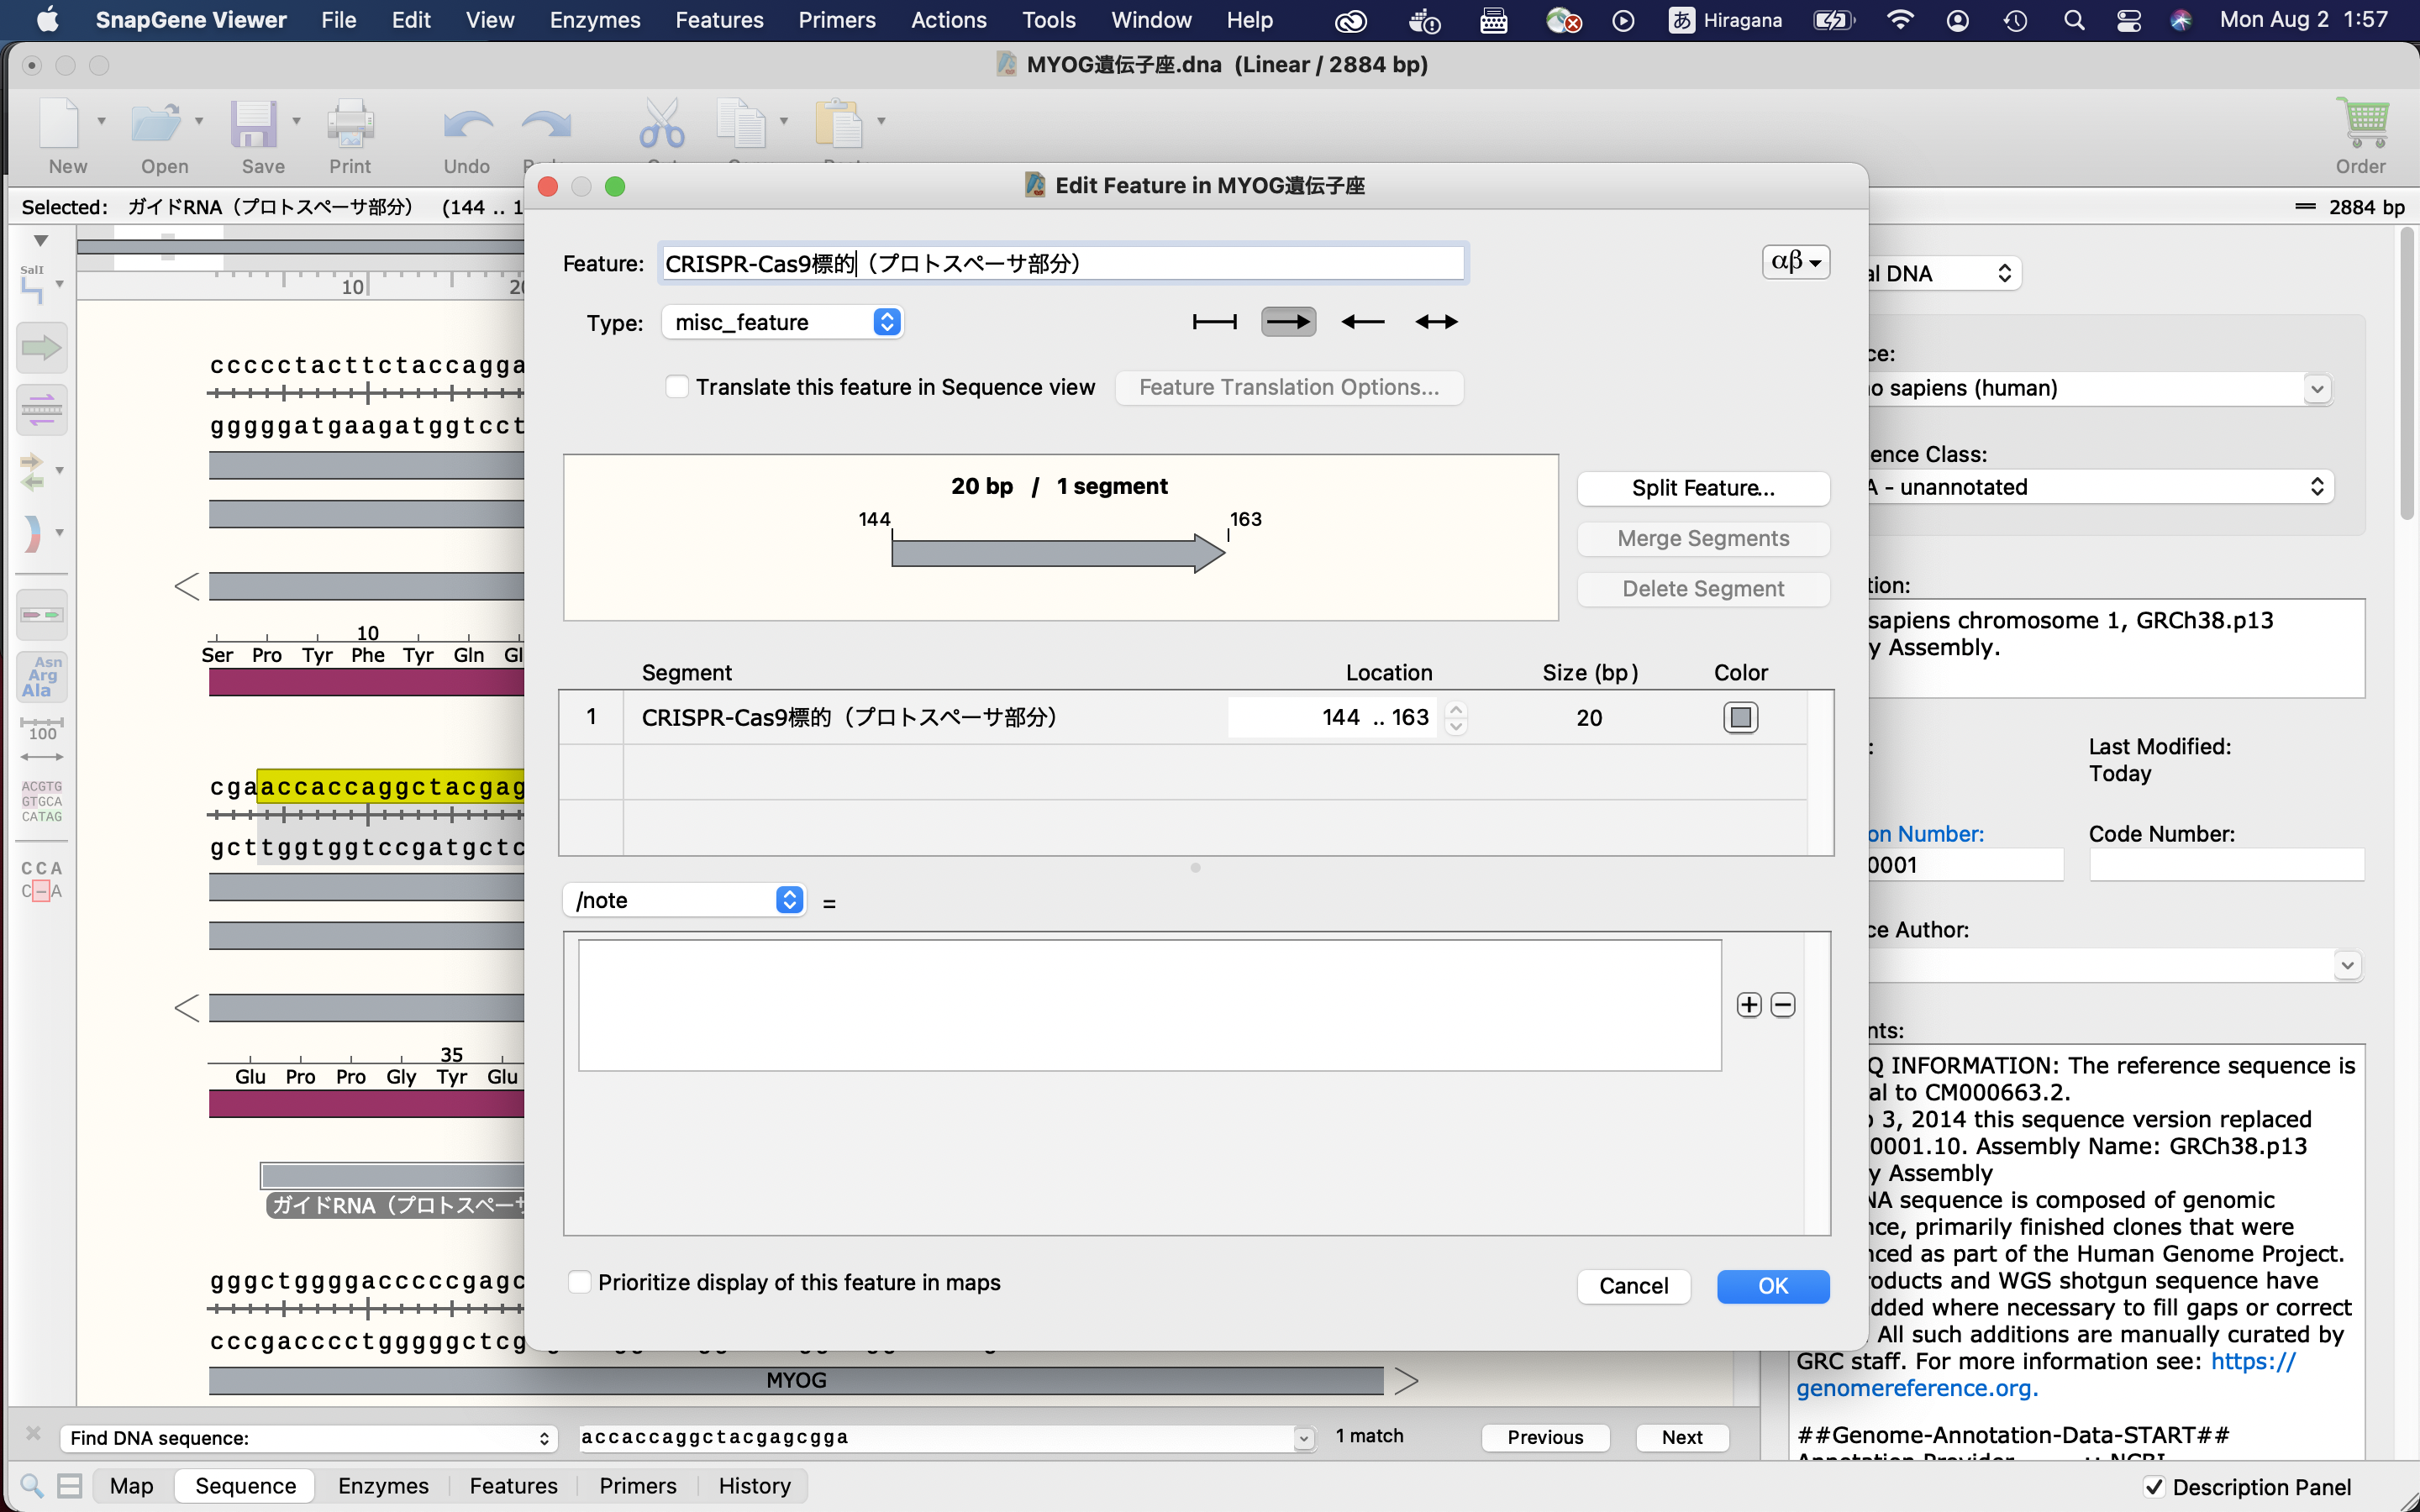 SnapGene Viewer File Edit View Enzymes Features Primers Actions Tools Window Help あ Hiragana Mon Aug 2 1:57
MYOG遺伝子座.dna (Linear / 2884 bp)
New Open Save Print Undo Order
Selected: ガイドRNA（プロトスペーサ部分） (144 .. 1
2884 bp
Edit Feature in MYOG遺伝子座
Feature: CRISPR-Cas9標的（プロトスペーサ部分） αβ
Type: misc_feature
Translate this feature in Sequence view Feature Translation Options...
20 bp / 1 segment
144 163
Split Feature...
Merge Segments
Delete Segment
Segment Location Size (bp) Color
1 CRISPR-Cas9標的（プロトスペーサ部分） 144 .. 163 20
/note =
Prioritize display of this feature in maps Cancel OK
SalI
Asn
Arg
Ala
100
ACGTG
GTGCA
CATAG
CCA
C-A
10 20
cccc​ctacttctaccagga
gggggatgaagatggtcct
10
Ser Pro Tyr Phe Tyr Gln Gl
cgaaccaccaggctacgag
gcttggtggtccgatgctc
35
Glu Pro Pro Gly Tyr Glu
ガイドRNA（プロトスペーサ
gggctggggacccccgagc
cccgacccctgggggctcg
MYOG
al DNA
ce:
o sapiens (human)
ence Class:
A - unannotated
tion:
sapiens chromosome 1, GRCh38.p13
y Assembly.
: Last Modified:
Today
on Number: Code Number:
0001
ce Author:
nts:
Q INFORMATION: The reference sequence is
al to CM000663.2.
3, 2014 this sequence version replaced
0001.10. Assembly Name: GRCh38.p13
y Assembly
NA sequence is composed of genomic
nce, primarily finished clones that were
nced as part of the Human Genome Project.
roducts and WGS shotgun sequence have
dded where necessary to fill gaps or correct
All such additions are manually curated by
GRC staff. For more information see: https://
genomereference.org.
##Genome-Annotation-Data-START##
Find DNA sequence: accaccaggctacgagcgga 1 match Previous Next
Map Sequence Enzymes Features Primers History Description Panel